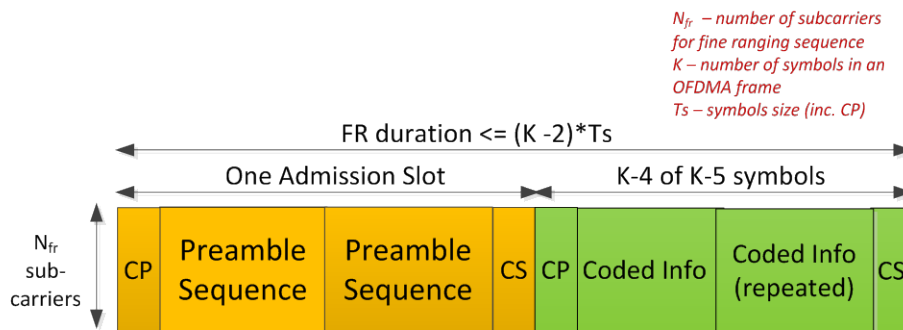 N_fr – number of subcarriers
for fine ranging sequence
K – number of symbols in an
OFDMA frame
Ts – symbols size (inc. CP)
FR duration <= (K -2)*Ts
One Admission Slot
K-4 of K-5 symbols
N_fr
sub-
carriers
CP
Preamble
Sequence
Preamble
Sequence
CS
CP
Coded Info
Coded Info
(repeated)
CS